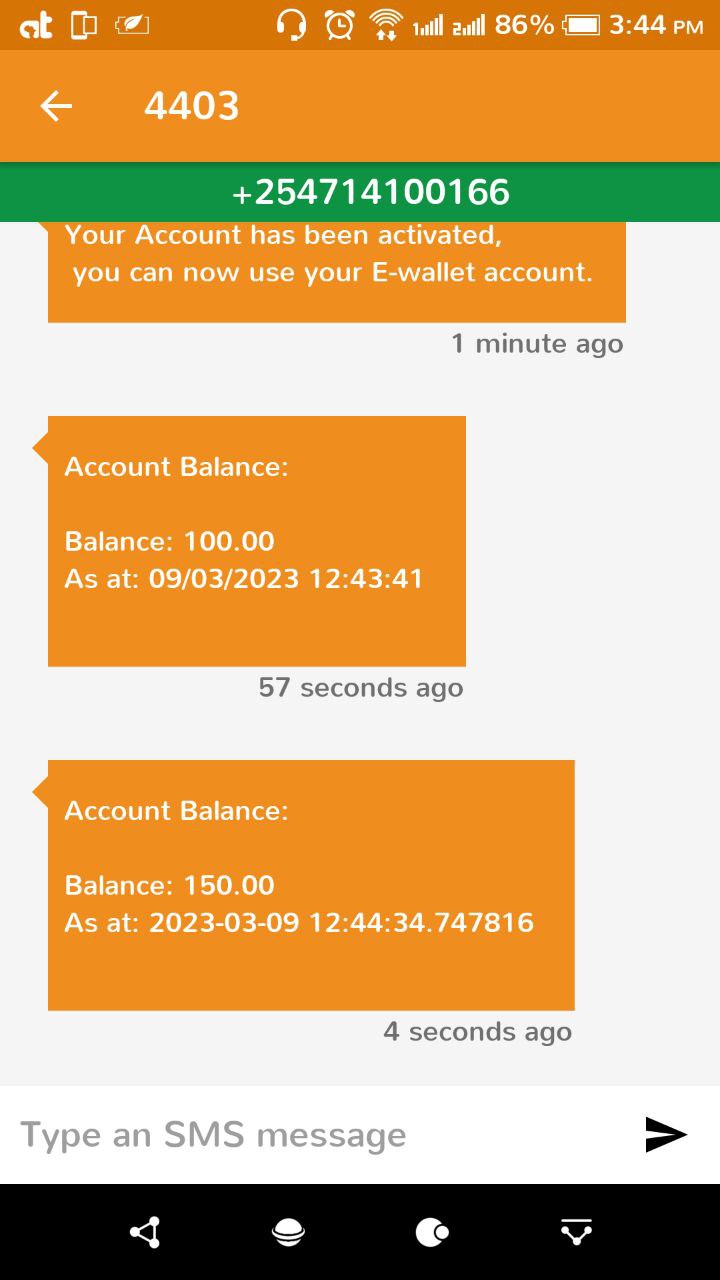 at
1 2 86% 3:44 PM
4403
+254714100166
Your Account has been activated,
you can now use your E-wallet account.
1 minute ago
Account Balance:
Balance: 100.00
As at: 09/03/2023 12:43:41
57 seconds ago
Account Balance:
Balance: 150.00
As at: 2023-03-09 12:44:34.747816
4 seconds ago
Type an SMS message